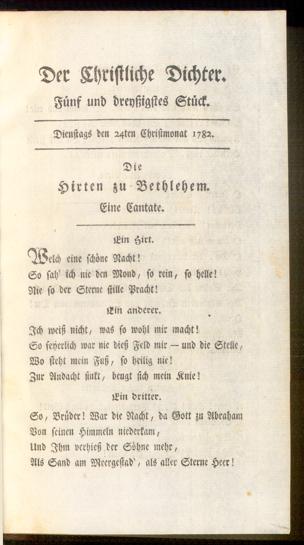 Der Christliche Dichter.
Fünf und dreyßigstes Stück.
Dienstags den 24ten Christmonat 1782.
Die
Hirten zu Bethlehem.
Eine Cantate.
Ein Hirt.
Welch eine schöne Nacht!
So sah' ich nie den Mond, so rein, so helle!
Nie so der Sterne stille Pracht!
Ein anderer.
Ich weiß nicht, was so wohl mir macht!
So feyerlich war nie dieß Feld mir — und die Stelle,
Wo steht mein Fuß, so heilig nie!
Zur Andacht sinkt, beugt sich mein Knie!
Ein dritter.
So, Brüder! War die Nacht, da Gott zu Abraham
Von seinen Himmeln niederkam,
Und Ihm verhieß der Söhne mehr,
Als Sand am Meergestad', als aller Sterne Heer!